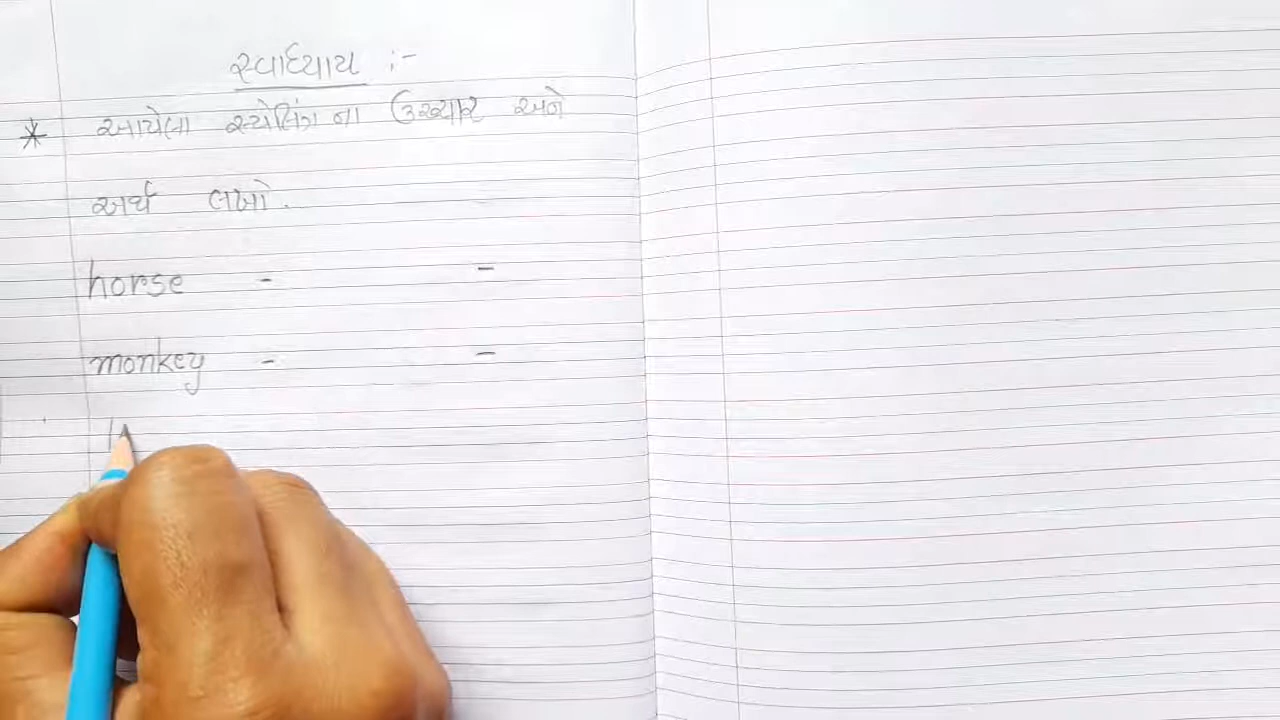 સ્વાધ્યાય :-
* આપેલા સ્પેલિંગ ના ઉચ્ચાર અને
અર્થ લખો.
horse - -
monkey - -